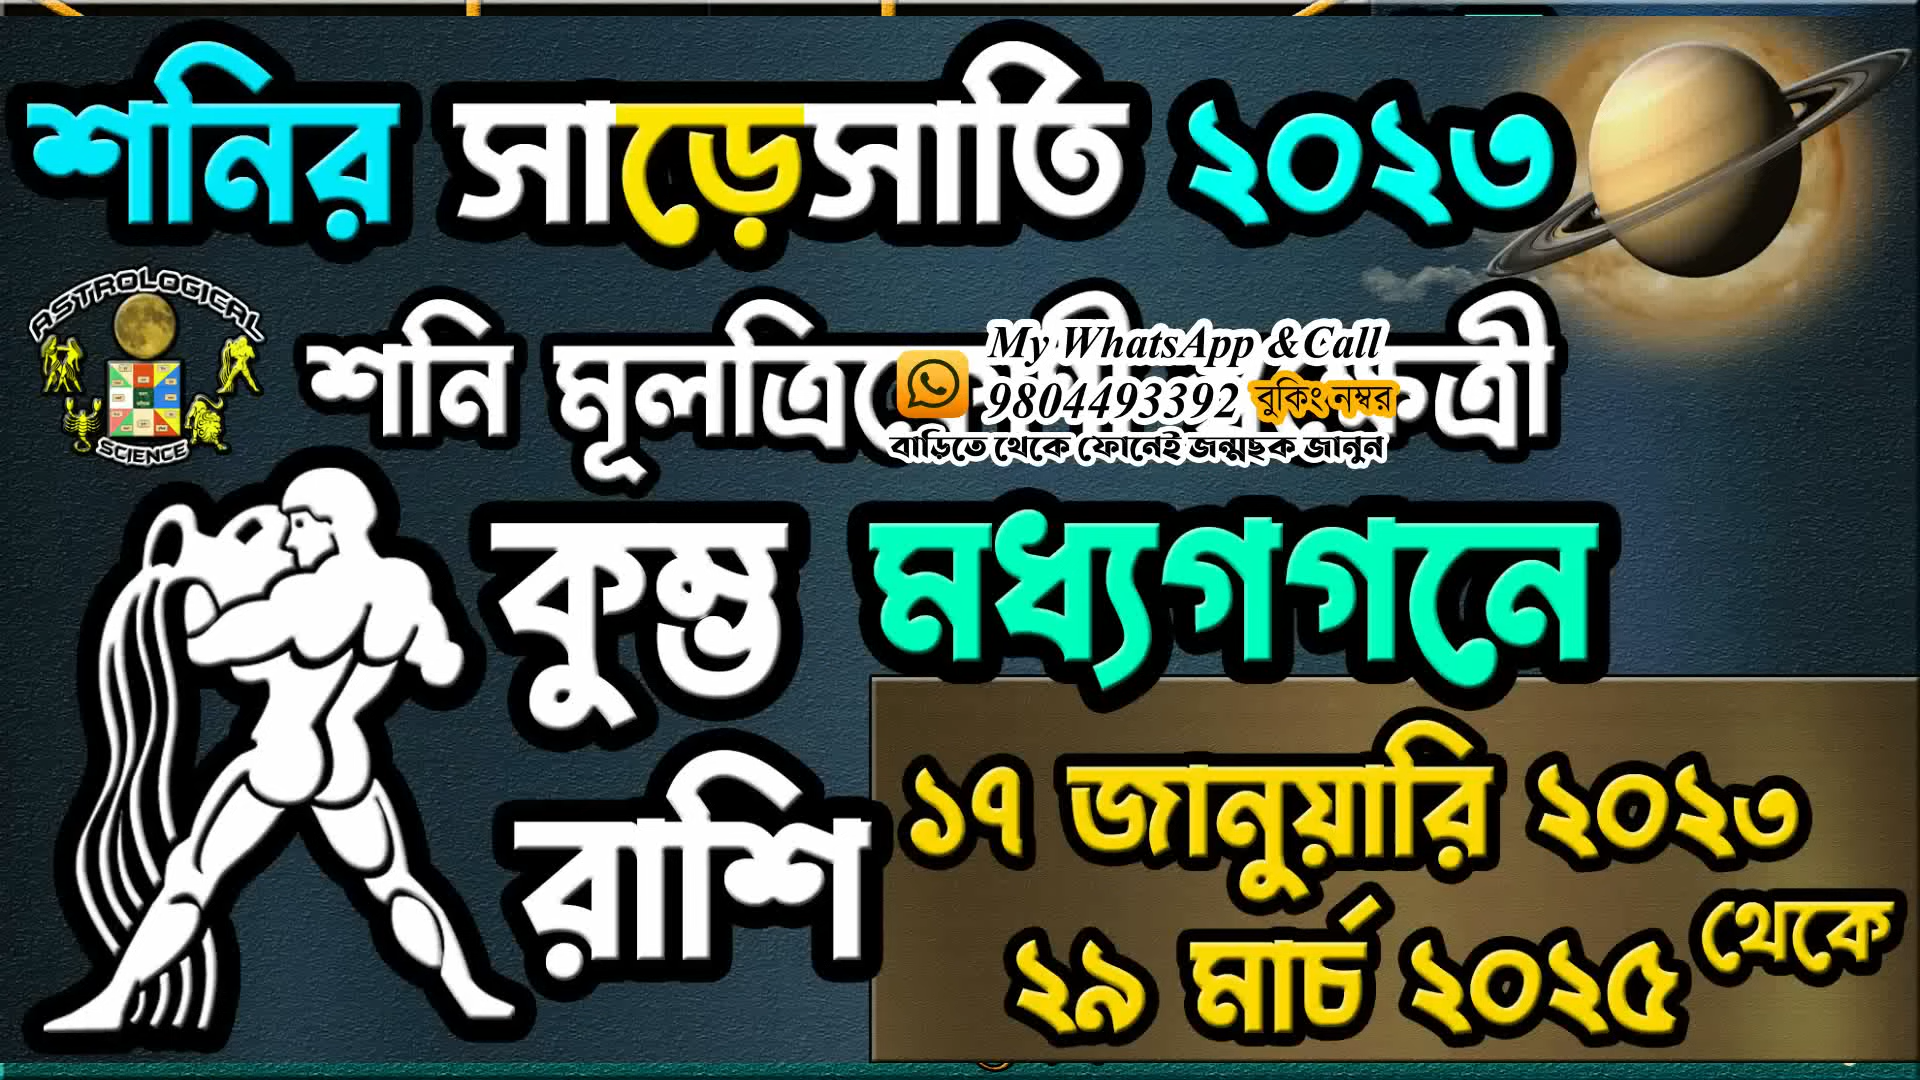 শনির সাড়েসাতি ২০২৩
ASTROLOGICAL
SCIENCE
শনি
My WhatsApp &Call
9804493392 বুকিং নম্বর
বাড়িতে থেকে ফোনেই জন্মছক জানুন
কুম্ভ মধ্যগগনে
রাশি
১৭ জানুয়ারি ২০২৩
থেকে
২৯ মার্চ ২০২৫